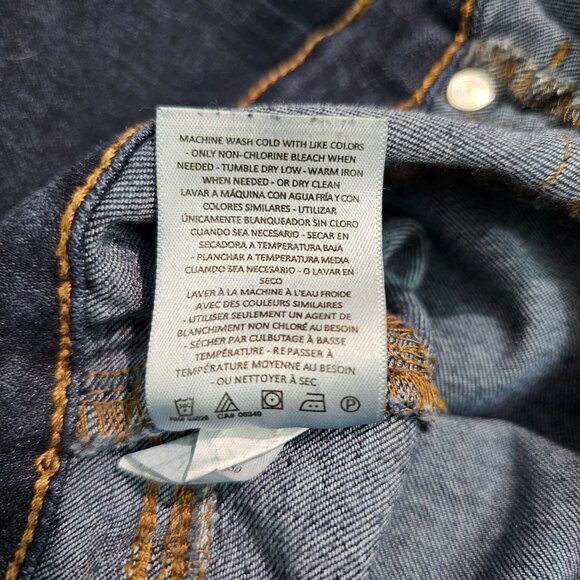 MACHINE WASH COLD WITH LIKE COLORS
- ONLY NON-CHLORINE BLEACH WHEN
NEEDED - TUMBLE DRY LOW - WARM IRON
WHEN NEEDED - OR DRY CLEAN
LAVAR A MÁQUINA CON AGUA FRÍA Y CON
COLORES SIMILARES - UTILIZAR
ÚNICAMENTE BLANQUEADOR SIN CLORO
CUANDO SEA NECESARIO - SECAR EN
SECADORA A TEMPERATURA BAJA
- PLANCHAR A TEMPERATURA MEDIA
CUANDO SEA NECESARIO - O LAVAR EN
SECO
LAVER À LA MACHINE À L'EAU FROIDE
AVEC DES COULEURS SIMILAIRES
- UTILISER SEULEMENT UN AGENT DE
BLANCHIMENT NON CHLORÉ AU BESOIN
- SÉCHER PAR CULBUTAGE À BASSE
TEMPÉRATURE - REPASSER À
TEMPÉRATURE MOYENNE AU BESOIN
- OU NETTOYER À SEC
CA# 08340